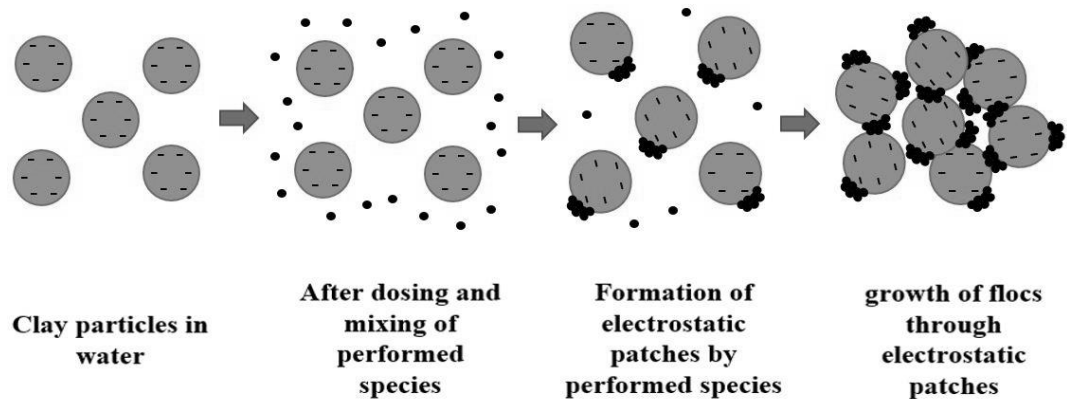 Clay particles in
water
After dosing and
mixing of
performed
species
Formation of
electrostatic
patches by
performed species
growth of flocs
through
electrostatic
patches